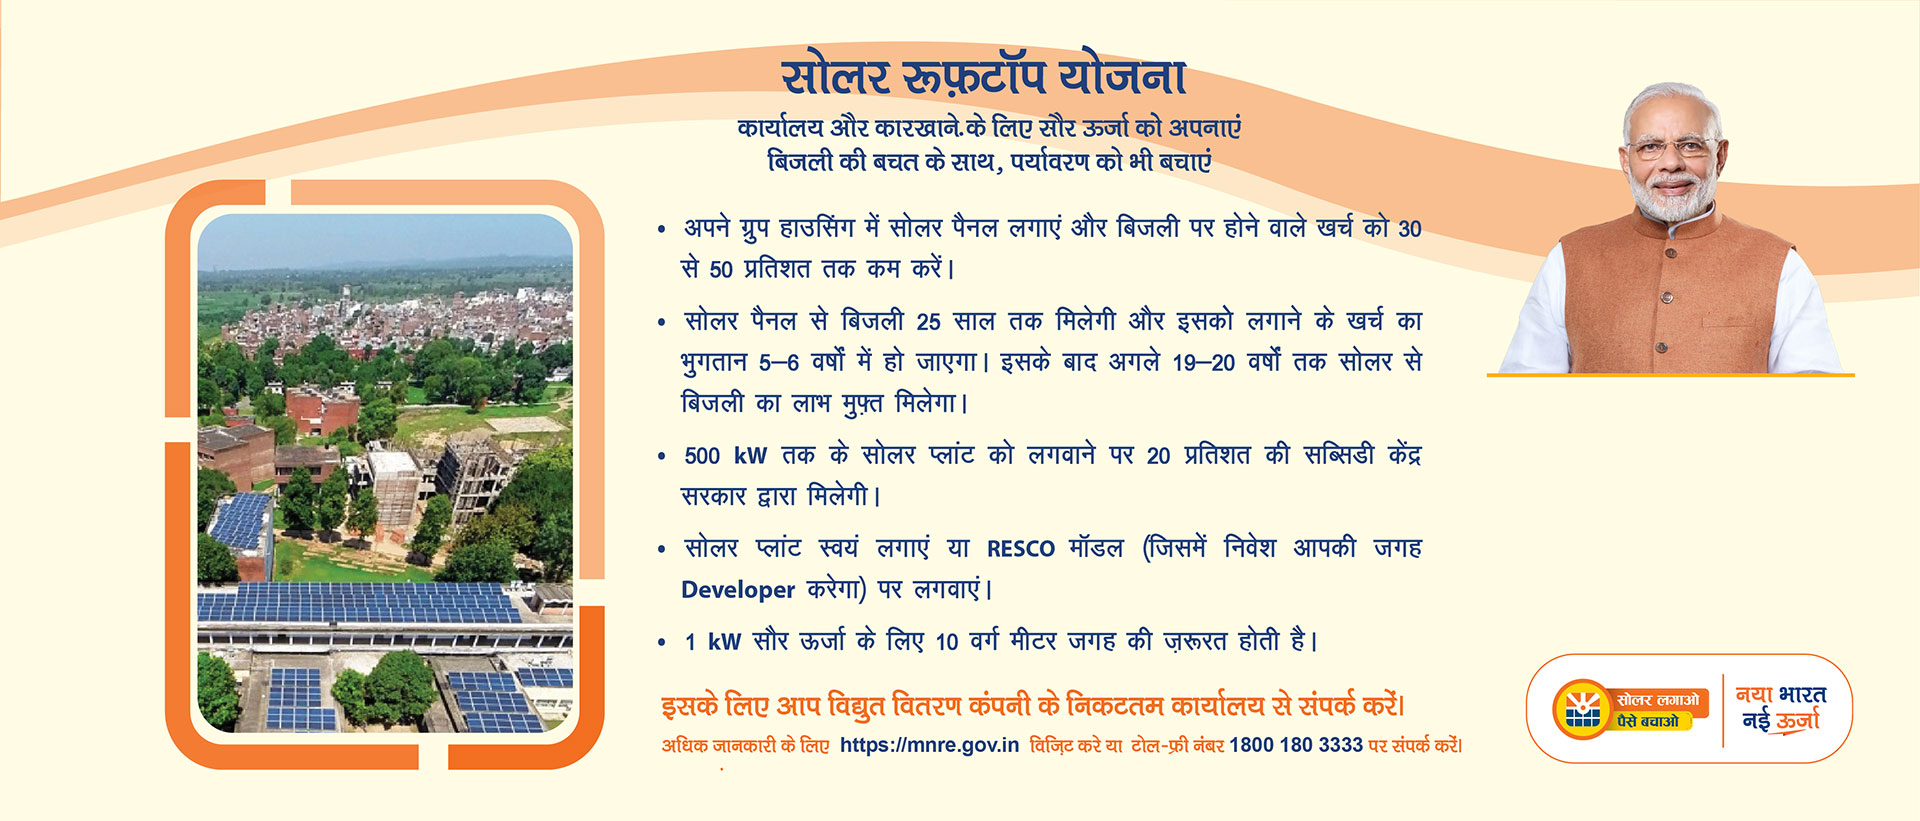 सोलर रूफ़टॉप योजना
कार्यालय और कारखाने.के लिए सौर ऊर्जा को अपनाएं
बिजली की बचत के साथ, पर्यावरण को भी बचाएं
• अपने ग्रुप हाउसिंग में सोलर पैनल लगाएं और बिजली पर होने वाले खर्च को 30
से 50 प्रतिशत तक कम करें।
• सोलर पैनल से बिजली 25 साल तक मिलेगी और इसको लगाने के खर्च का
भुगतान 5–6 वर्षों में हो जाएगा। इसके बाद अगले 19–20 वर्षों तक सोलर से
बिजली का लाभ मुफ़्त मिलेगा।
• 500 kW तक के सोलर प्लांट को लगवाने पर 20 प्रतिशत की सब्सिडी केंद्र
सरकार द्वारा मिलेगी।
• सोलर प्लांट स्वयं लगाएं या RESCO मॉडल (जिसमें निवेश आपकी जगह
Developer करेगा) पर लगवाएं।
• 1 kW सौर ऊर्जा के लिए 10 वर्ग मीटर जगह की ज़रूरत होती है।
इसके लिए आप विद्युत वितरण कंपनी के निकटतम कार्यालय से संपर्क करें।
अधिक जानकारी के लिए https://mnre.gov.in विज़िट करे या टोल-फ्री नंबर 1800 180 3333 पर संपर्क करें।
सोलर लगाओ
पैसे बचाओ
नया भारत
नई ऊर्जा